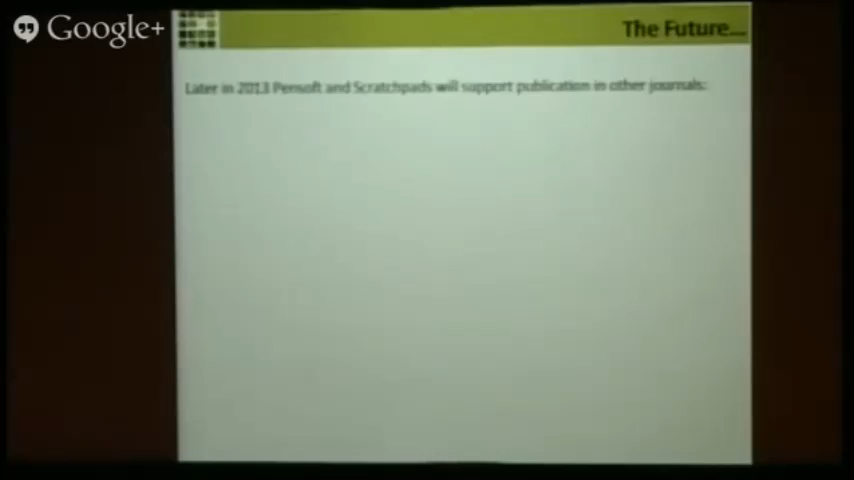 Google+
The Future...
Later in 2013 Pensoft and Scratchpads will support publication in other journals: